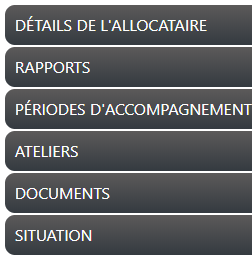 DÉTAILS DE L'ALLOCATAIRE
RAPPORTS
PÉRIODES D'ACCOMPAGNEMENT
ATELIERS
DOCUMENTS
SITUATION